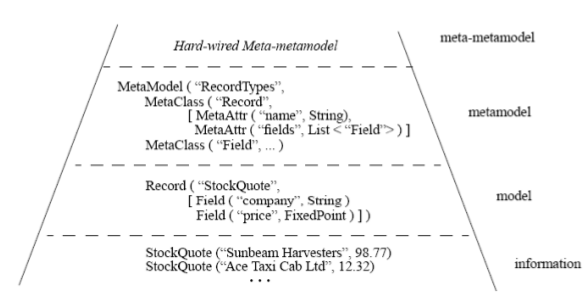 Hard-wired Meta-metamodel
meta-metamodel
MetaModel ( “RecordTypes”,
MetaClass ( “Record”,
[ MetaAttr ( “name”, String),
MetaAttr ( “fields”, List < “Field”> ) ]
MetaClass ( “Field”, ... )
metamodel
Record ( “StockQuote”,
[ Field ( “company”, String )
Field ( “price”, FixedPoint ) ] )
model
StockQuote (“Sunbeam Harvesters”, 98.77)
StockQuote (“Ace Taxi Cab Ltd”, 12.32)
• • •
information